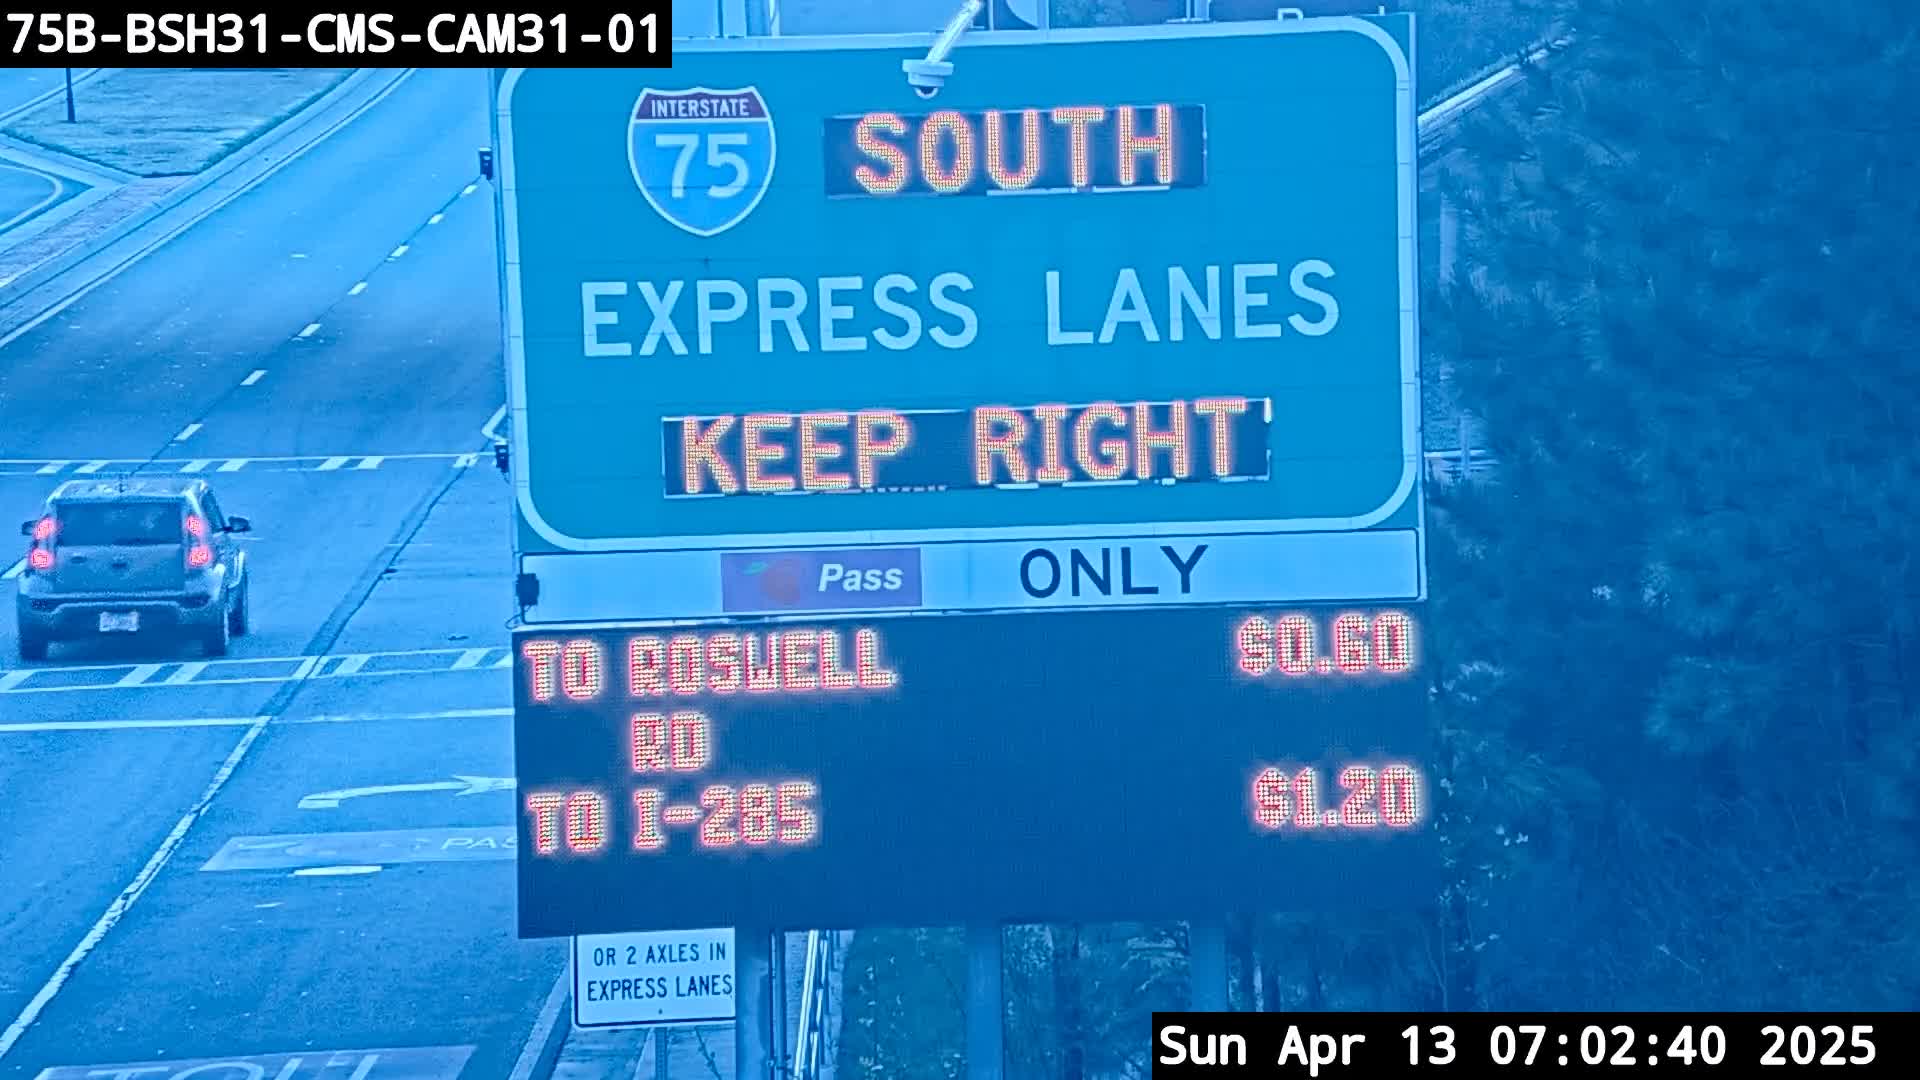 75B-BSH31-CMS-CAM31-01
INTERSTATE
75
SOUTH
EXPRESS LANES
KEEP RIGHT
Pass ONLY
TO ROSWELL $0.60
RD
TO I-285 $1.20
OR 2 AXLES IN
EXPRESS LANES
Sun Apr 13 07:02:40 2025